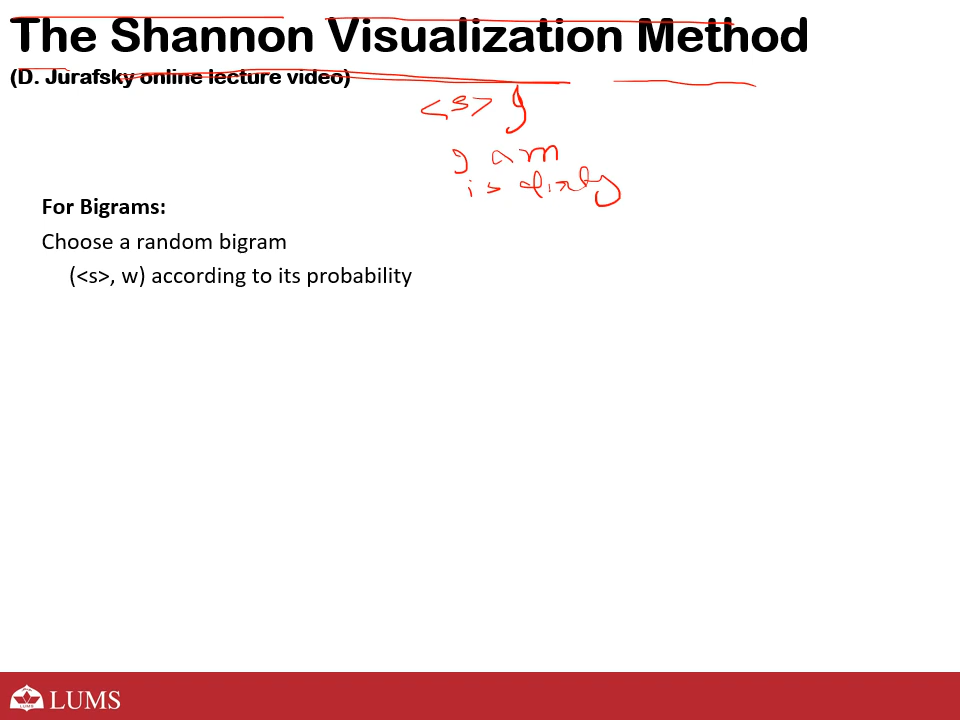 The Shannon Visualization Method
(D. Jurafsky online lecture video)
<s> I
I am
is dirty
For Bigrams:
Choose a random bigram
(<s>, w) according to its probability
LUMS